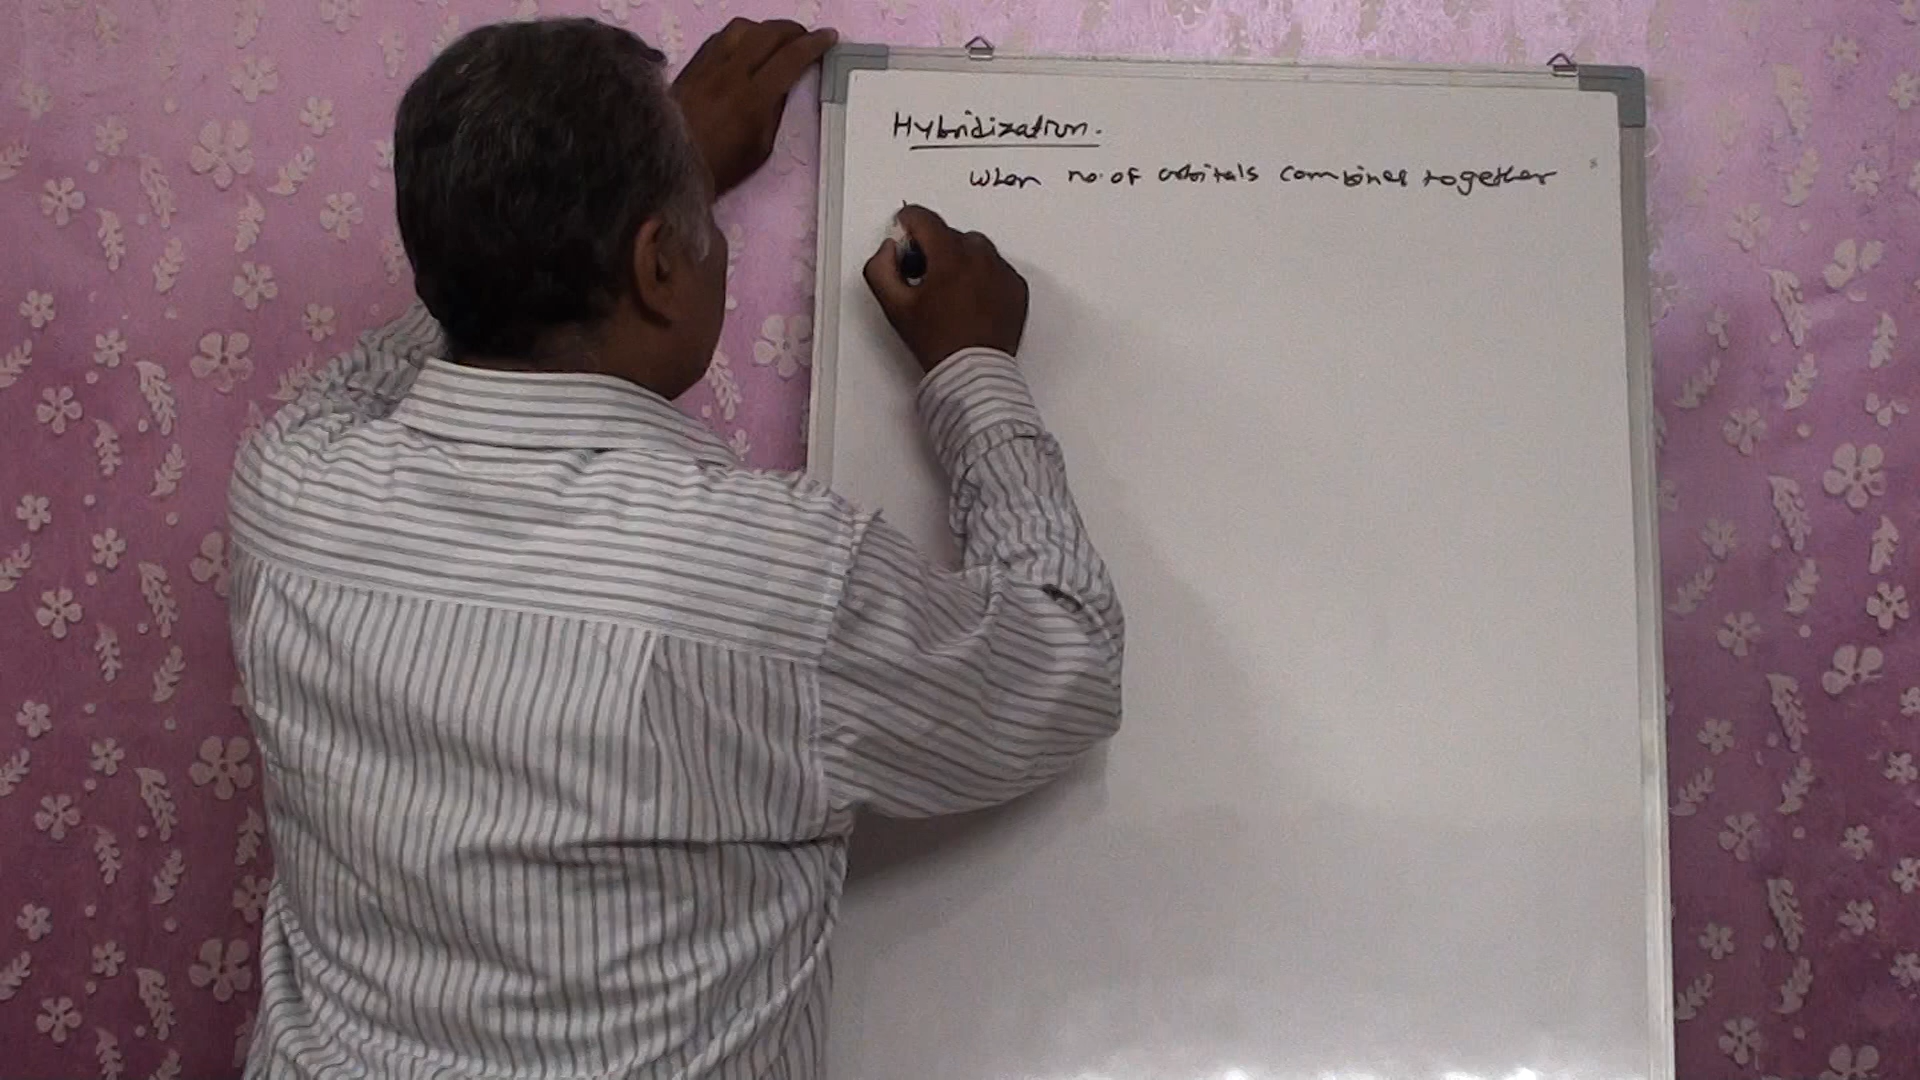 Hybridization.
when no. of orbitals combines together